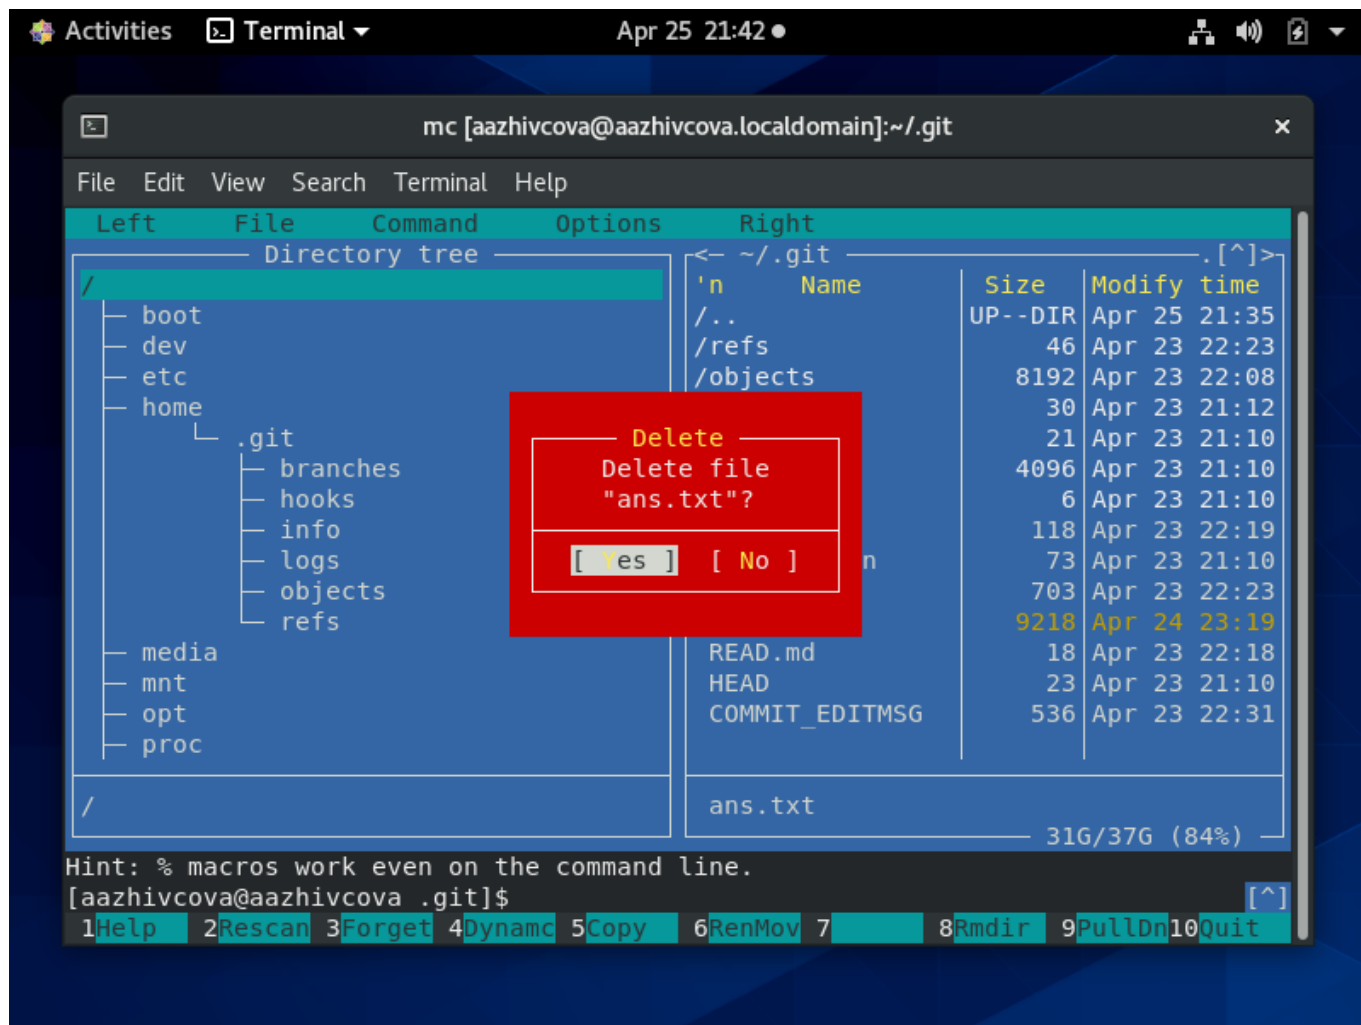 Activities Terminal Apr 25 21:42
mc [aazhivcova@aazhivcova.localdomain]:~/.git ×
File Edit View Search Terminal Help
Left File Command Options Right
Directory tree <— ~/.git .[^]>
/ 'n Name Size Modify time
boot /.. UP--DIR Apr 25 21:35
dev /refs 46 Apr 23 22:23
etc /objects 8192 Apr 23 22:08
home 30 Apr 23 21:12
.git Delete 21 Apr 23 21:10
branches Delete file 4096 Apr 23 21:10
hooks "ans.txt"? 6 Apr 23 21:10
info 118 Apr 23 22:19
logs [ Yes ] [ No ] n 73 Apr 23 21:10
objects 703 Apr 23 22:23
refs 9218 Apr 24 23:19
media READ.md 18 Apr 23 22:18
mnt HEAD 23 Apr 23 21:10
opt COMMIT_EDITMSG 536 Apr 23 22:31
proc
/ ans.txt
31G/37G (84%)
Hint: % macros work even on the command line.
[aazhivcova@aazhivcova .git]$ [^]
1Help 2Rescan 3Forget 4Dynamc 5Copy 6RenMov 7 8Rmdir 9PullDn 10Quit